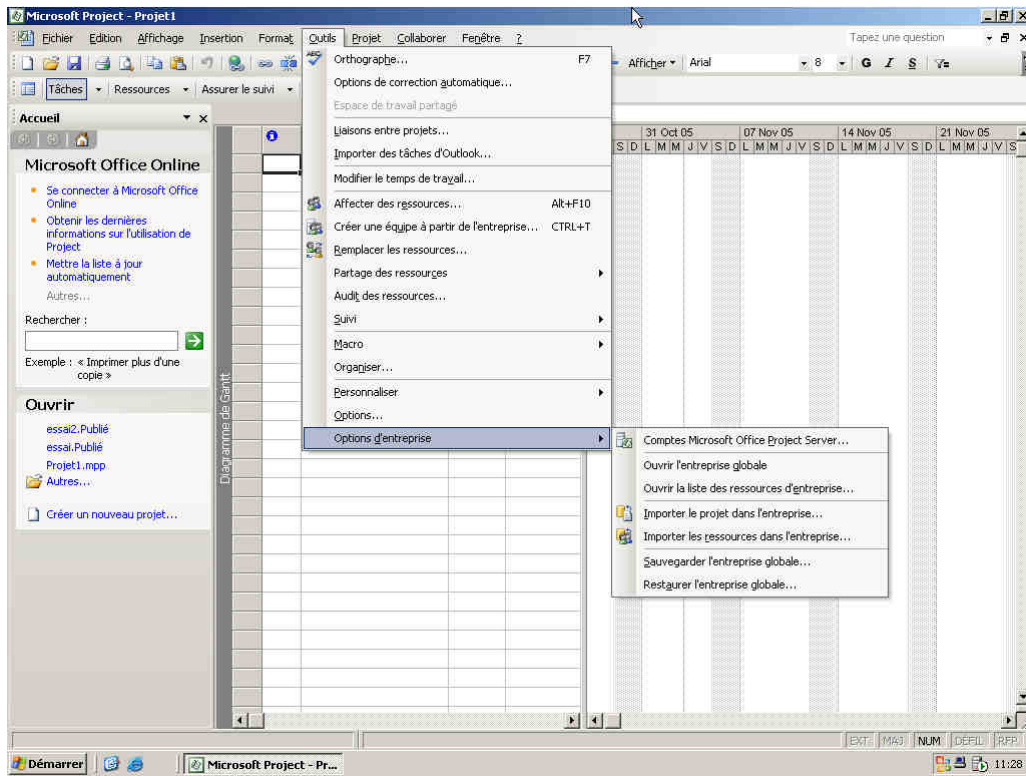 Microsoft Project - Projet1
Fichier Edition Affichage Insertion Format Outils Projet Collaborer Fenêtre ?
Tapez une question
Afficher Arial 8 G I S
Tâches Ressources Assurer le suivi
Accueil
Microsoft Office Online
Se connecter à Microsoft Office
Online
Obtenir les dernières
informations sur l'utilisation de
Project
Mettre la liste à jour
automatiquement
Autres...
Rechercher :
Exemple : « Imprimer plus d'une
copie »
Ouvrir
essai2.Publié
essai.Publié
Projet1.mpp
Autres...
Créer un nouveau projet...
Diagramme de Gantt
Orthographe... F7
Options de correction automatique...
Espace de travail partagé
Liaisons entre projets...
Importer des tâches d'Outlook...
Modifier le temps de travail...
Affecter des ressources... Alt+F10
Créer une équipe à partir de l'entreprise... CTRL+T
Remplacer les ressources...
Partage des ressources
Audit des ressources...
Suivi
Macro
Organiser...
Personnaliser
Options...
Options d'entreprise
Comptes Microsoft Office Project Server...
Ouvrir l'entreprise globale
Ouvrir la liste des ressources d'entreprise...
Importer le projet dans l'entreprise...
Importer les ressources dans l'entreprise...
Sauvegarder l'entreprise globale...
Restaurer l'entreprise globale...
31 Oct 05 07 Nov 05 14 Nov 05 21 Nov 05
S D L M M J V S D L M M J V S D L M M J V S D L M M J V S
EXT MAJ NUM DÉFIL RFP
Démarrer Microsoft Project - Pr... 11:28